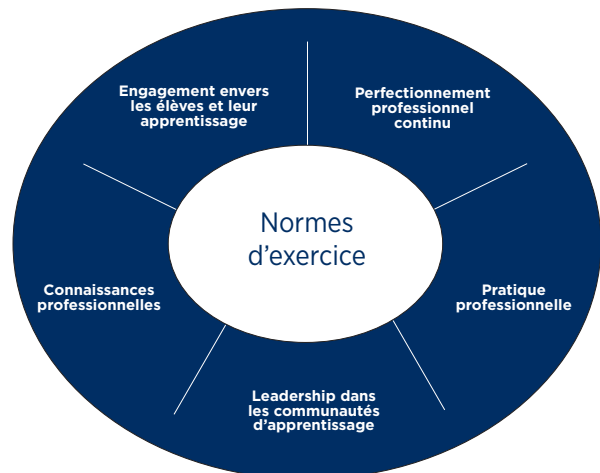 Engagement envers
les élèves et leur
apprentissage
Perfectionnement
professionnel
continu
Normes
d'exercice
Connaissances
professionnelles
Pratique
professionnelle
Leadership dans
les communautés
d'apprentissage